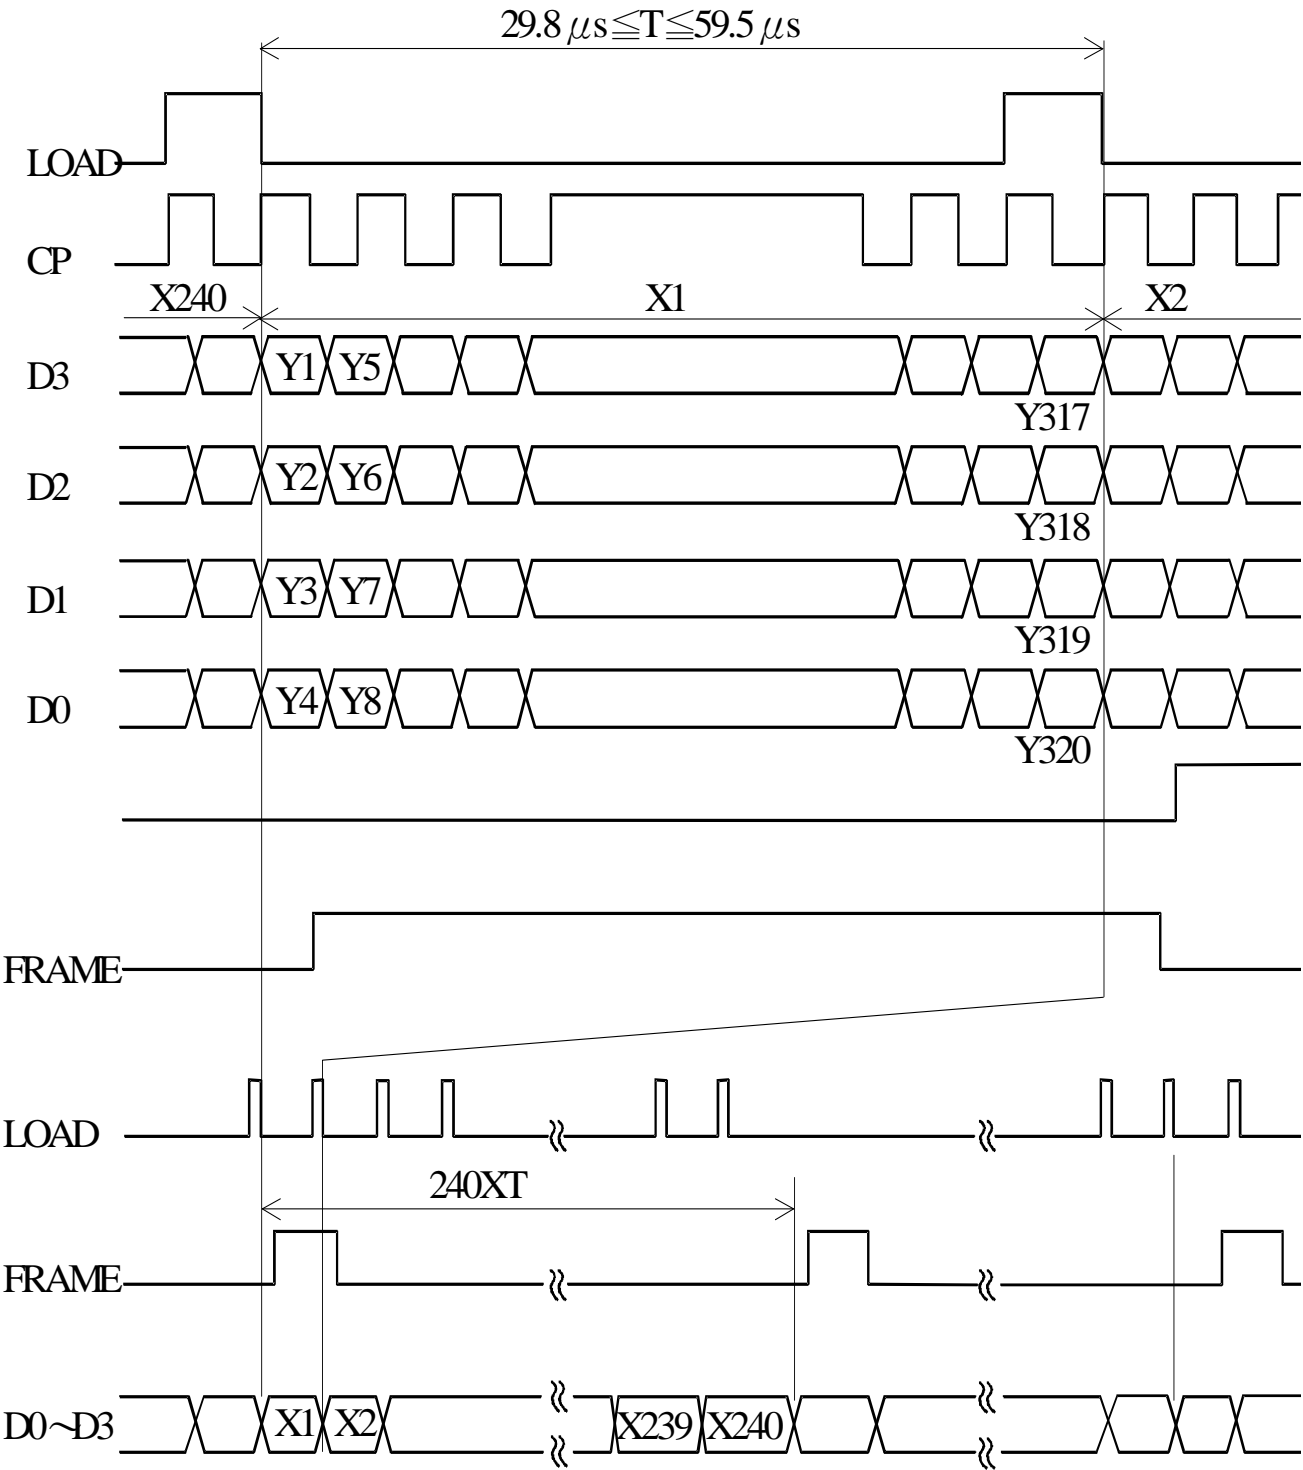 29.8 μs≦T≦59.5 μs
LOAD
CP
X240 X1 X2
D3 Y1 Y5
Y317
D2 Y2 Y6
Y318
D1 Y3 Y7
Y319
D0 Y4 Y8
Y320
FRAME
LOAD
240XT
FRAME
D0～D3 X1 X2 X239 X240